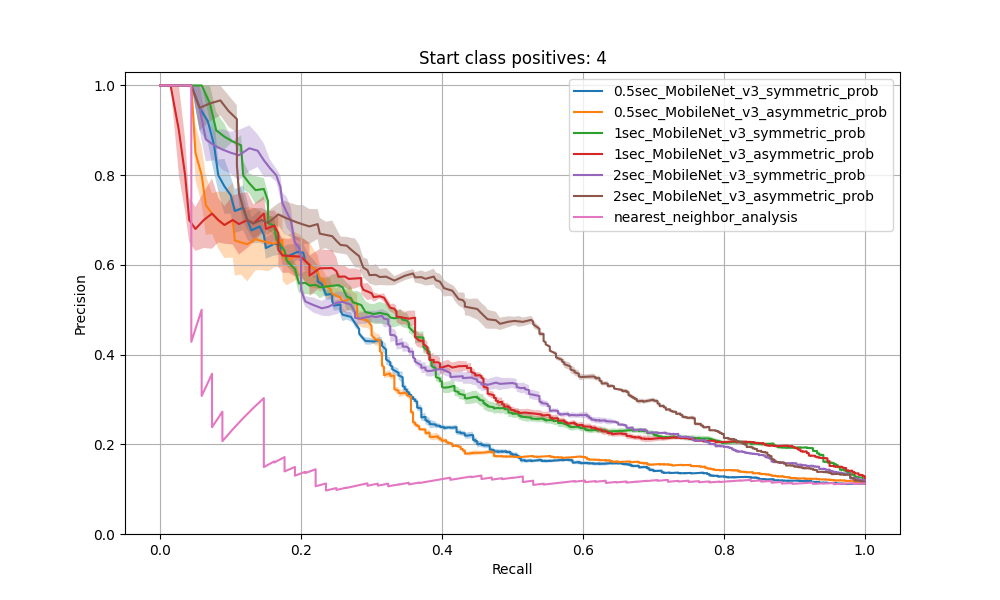 Start class positives: 4
1.0
0.8
0.6
0.4
0.2
0.0
Precision
0.5sec_MobileNet_v3_symmetric_prob
0.5sec_MobileNet_v3_asymmetric_prob
1sec_MobileNet_v3_symmetric_prob
1sec_MobileNet_v3_asymmetric_prob
2sec_MobileNet_v3_symmetric_prob
2sec_MobileNet_v3_asymmetric_prob
nearest_neighbor_analysis
0.0 0.2 0.4 0.6 0.8 1.0
Recall